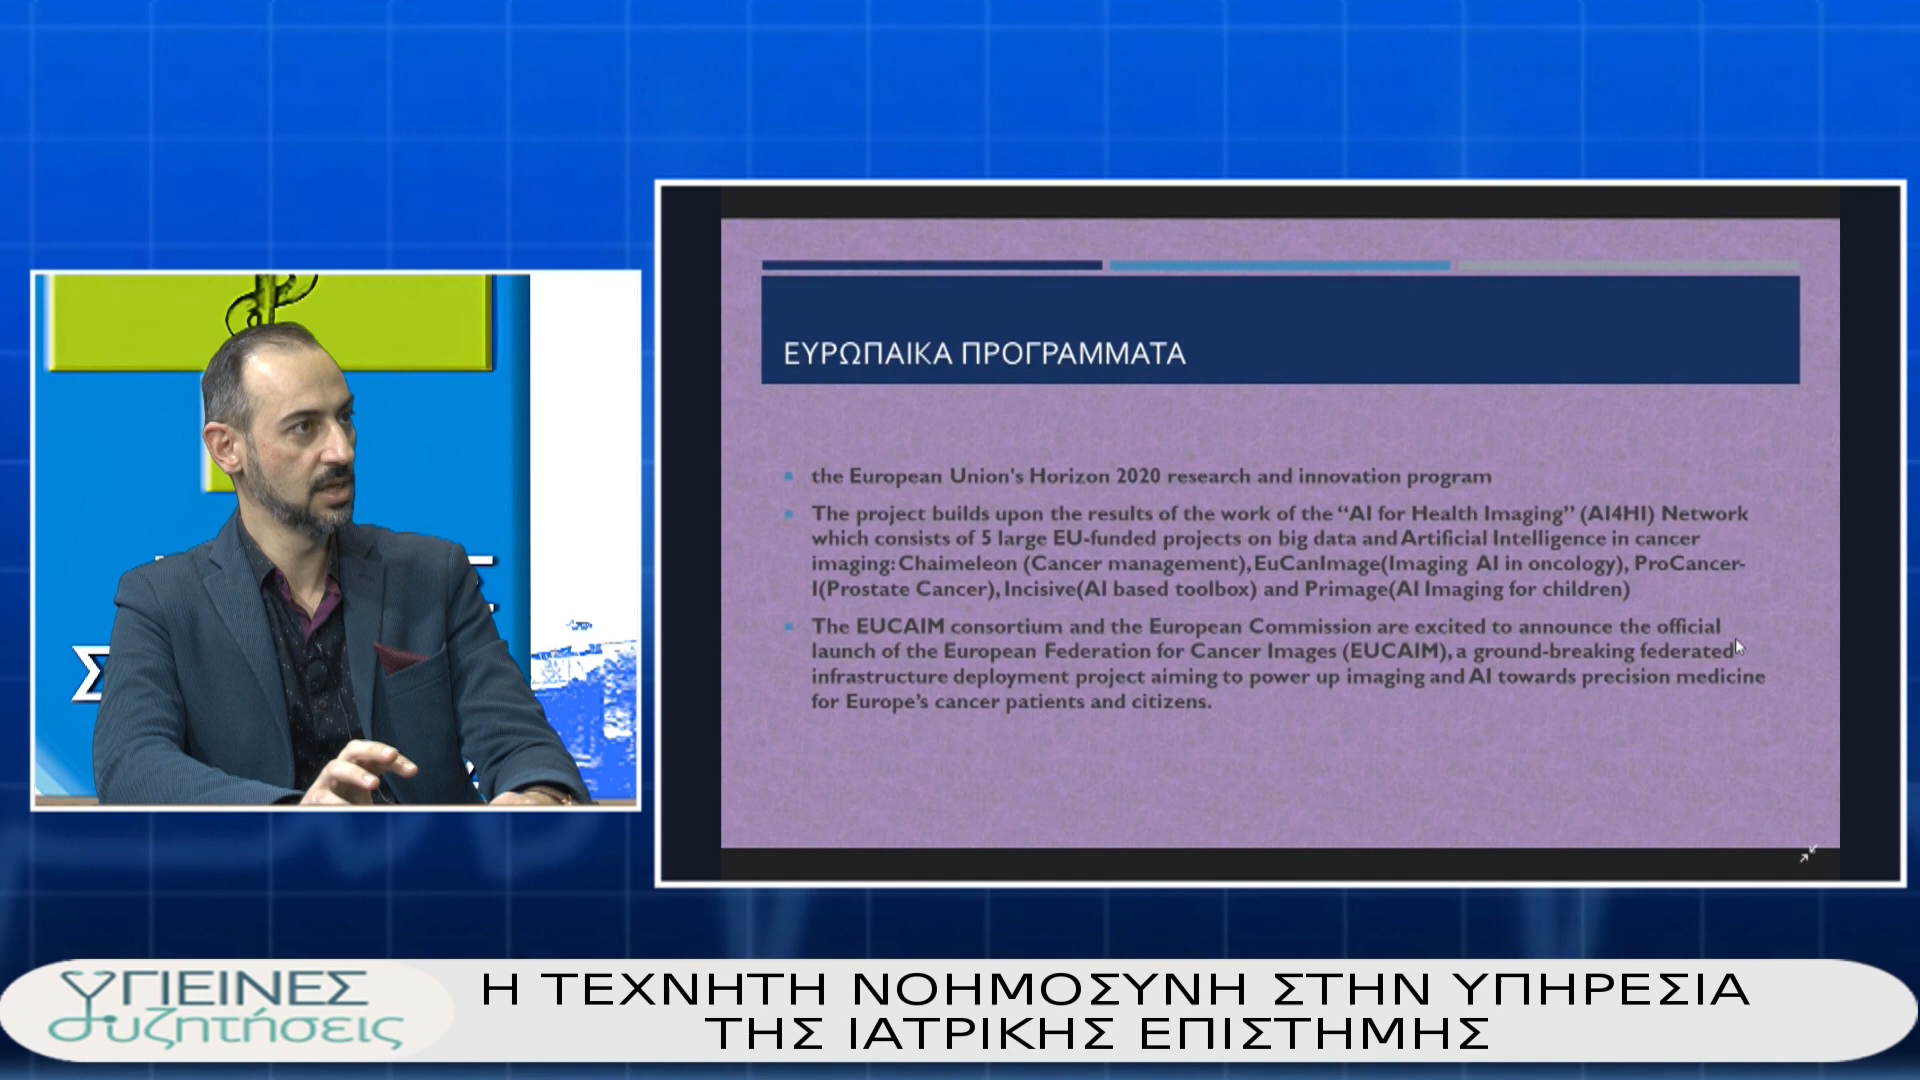 Σ
ΕΥΡΩΠΑΙΚΑ ΠΡΟΓΡΑΜΜΑΤΑ
the European Union's Horizon 2020 research and innovation program
The project builds upon the results of the work of the “AI for Health Imaging” (AI4HI) Network
which consists of 5 large EU-funded projects on big data and Artificial Intelligence in cancer
imaging: Chaimeleon (Cancer management), EuCanImage(Imaging AI in oncology), ProCancer-
I(Prostate Cancer), Incisive(AI based toolbox) and Primage(AI Imaging for children)
The EUCAIM consortium and the European Commission are excited to announce the official
launch of the European Federation for Cancer Images (EUCAIM), a ground-breaking federated
infrastructure deployment project aiming to power up imaging and AI towards precision medicine
for Europe’s cancer patients and citizens.
ΥΓΙΕΙΝΕΣ
συζητήσεις
Η ΤΕΧΝΗΤΗ ΝΟΗΜΟΣΥΝΗ ΣΤΗΝ ΥΠΗΡΕΣΙΑ
ΤΗΣ ΙΑΤΡΙΚΗΣ ΕΠΙΣΤΗΜΗΣ